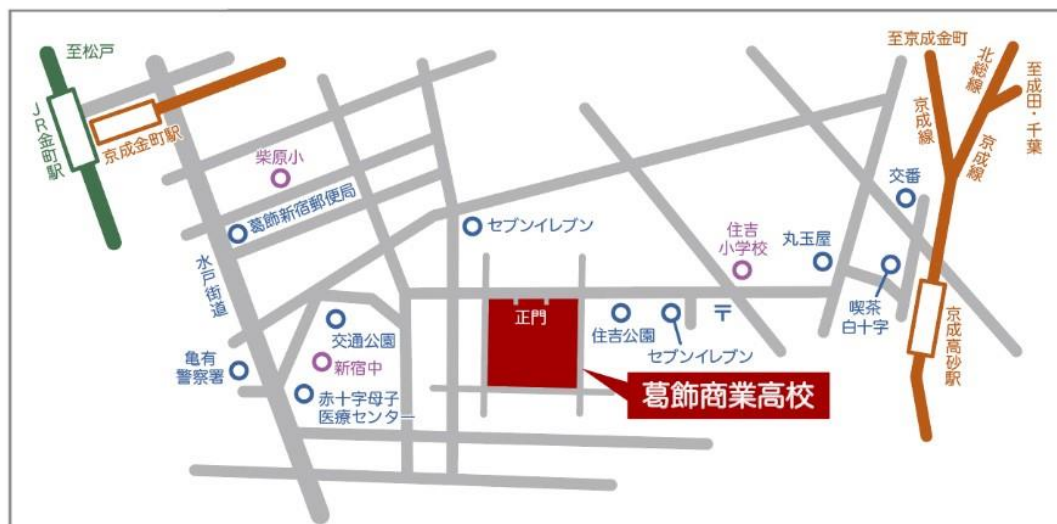 至松戸
JR金町駅
京成金町駅
柴原小
葛飾新宿郵便局
水戸街道
亀有
警察署
交通公園
新宿中
赤十字母子
医療センター
セブンイレブン
正門
葛飾商業高校
住吉公園
セブンイレブン
〒
住吉
小学校
丸玉屋
喫茶
白十字
交番
至京成金町
京成線
北総線
至成田・千葉
京成線
京成高砂駅